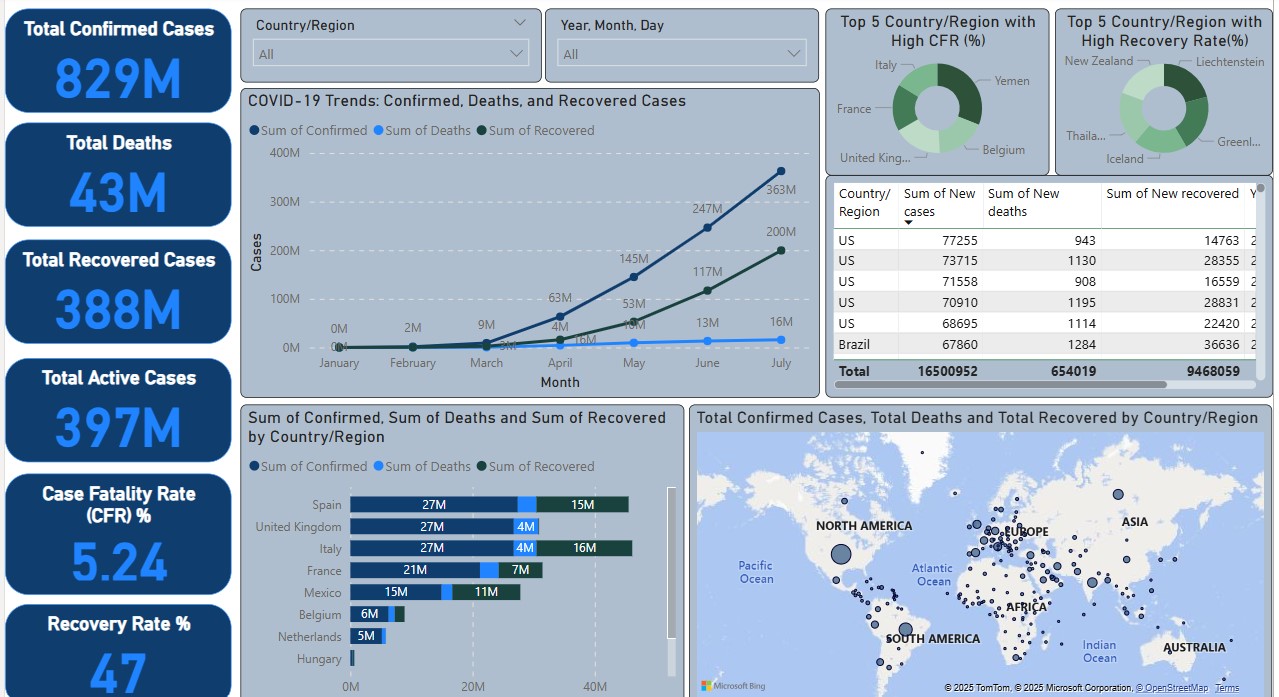 Total Confirmed Cases
829M
Total Deaths
43M
Total Recovered Cases
388M
Total Active Cases
397M
Case Fatality Rate
(CFR) %
5.24
Recovery Rate %
47
Country/Region
All
Year, Month, Day
All
COVID-19 Trends: Confirmed, Deaths, and Recovered Cases
Sum of Confirmed Sum of Deaths Sum of Recovered
400M
300M
200M
100M
0M
Cases
0M 2M 9M 63M 145M 247M 363M
0M 3M 16M 53M 117M 200M
4M 10M 13M 16M
January February March April May June July
Month
Top 5 Country/Region with
High CFR (%)
Italy
Yemen
France
Belgium
United King...
Top 5 Country/Region with
High Recovery Rate(%)
New Zealand
Liechtenstein
Thaila...
Greenl...
Iceland
Country/
Region
Sum of New
cases
Sum of New
deaths
Sum of New recovered
Y
US 77255 943 14763 2
US 73715 1130 28355 2
US 71558 908 16559 2
US 70910 1195 28831 2
US 68695 1114 22420 2
Brazil 67860 1284 36636 2
Total 16500952 654019 9468059
Sum of Confirmed, Sum of Deaths and Sum of Recovered
by Country/Region
Sum of Confirmed Sum of Deaths Sum of Recovered
Spain 27M 15M
United Kingdom 27M 4M
Italy 27M 4M 16M
France 21M 7M
Mexico 15M 11M
Belgium 6M
Netherlands 5M
Hungary
0M 20M 40M
Total Confirmed Cases, Total Deaths and Total Recovered by Country/Region
NORTH AMERICA
EUROPE
ASIA
Pacific
Ocean
Atlantic
Ocean
AFRICA
SOUTH AMERICA
Indian
Ocean
AUSTRALIA
Microsoft Bing
© 2025 TomTom, © 2025 Microsoft Corporation, © OpenStreetMap Terms